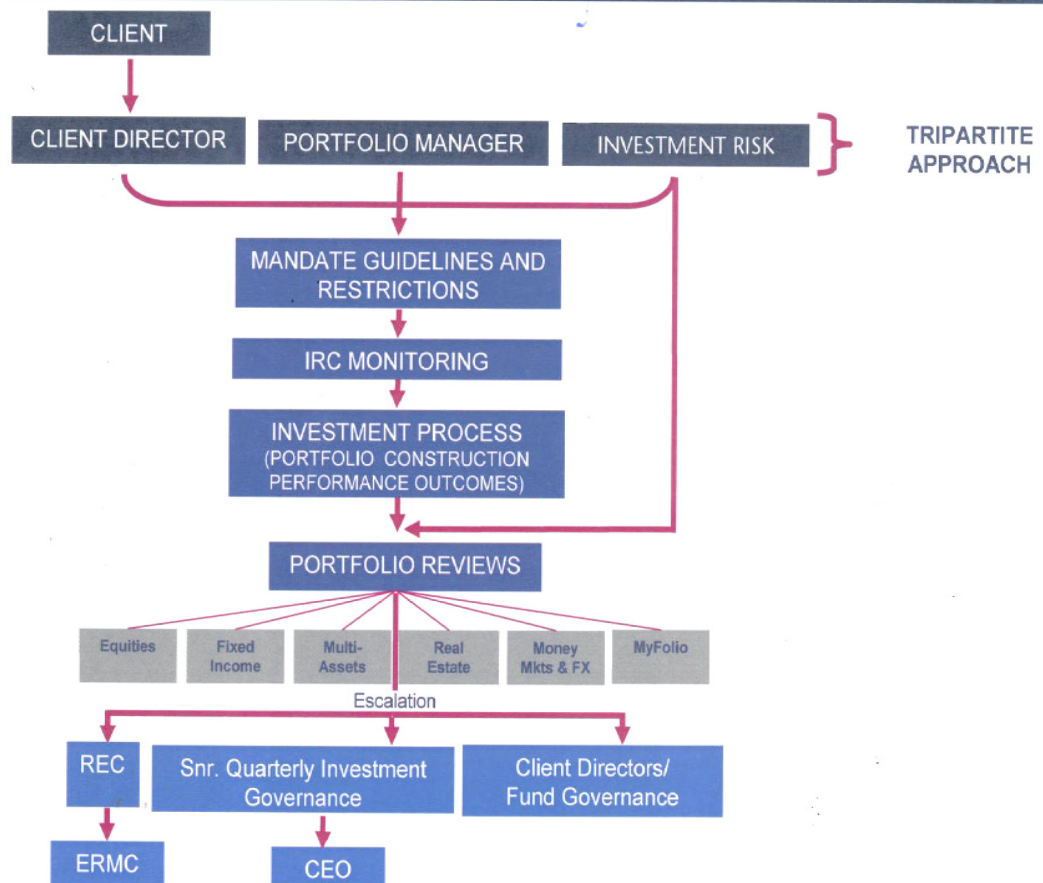 CLIENT
CLIENT DIRECTOR
PORTFOLIO MANAGER
INVESTMENT RISK
TRIPARTITE
APPROACH
MANDATE GUIDELINES AND
RESTRICTIONS
IRC MONITORING
INVESTMENT PROCESS
(PORTFOLIO CONSTRUCTION
PERFORMANCE OUTCOMES)
PORTFOLIO REVIEWS
Equities
Fixed
Income
Multi-
Assets
Real
Estate
Money
Mkts & FX
MyFolio
Escalation
REC
Snr. Quarterly Investment
Governance
Client Directors/
Fund Governance
ERMC
CEO